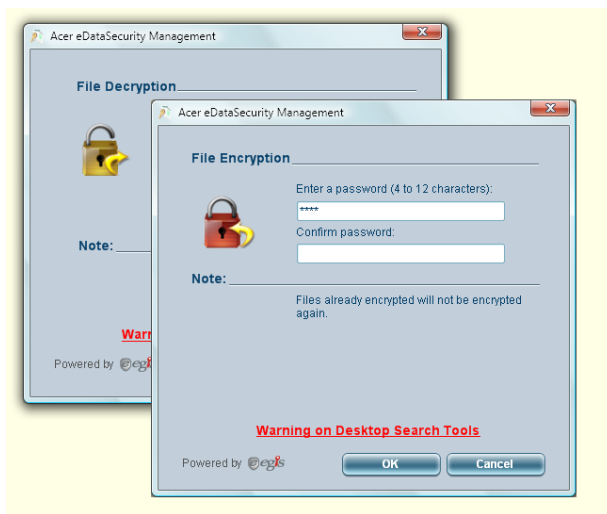 Acer eDataSecurity Management
File Decryption
Note:
Powered by egis
Acer eDataSecurity Management
File Encryption
Enter a password (4 to 12 characters):
****
Confirm password:
Note:
Files already encrypted will not be encrypted
again.
Warning on Desktop Search Tools
Powered by egis
OK
Cancel